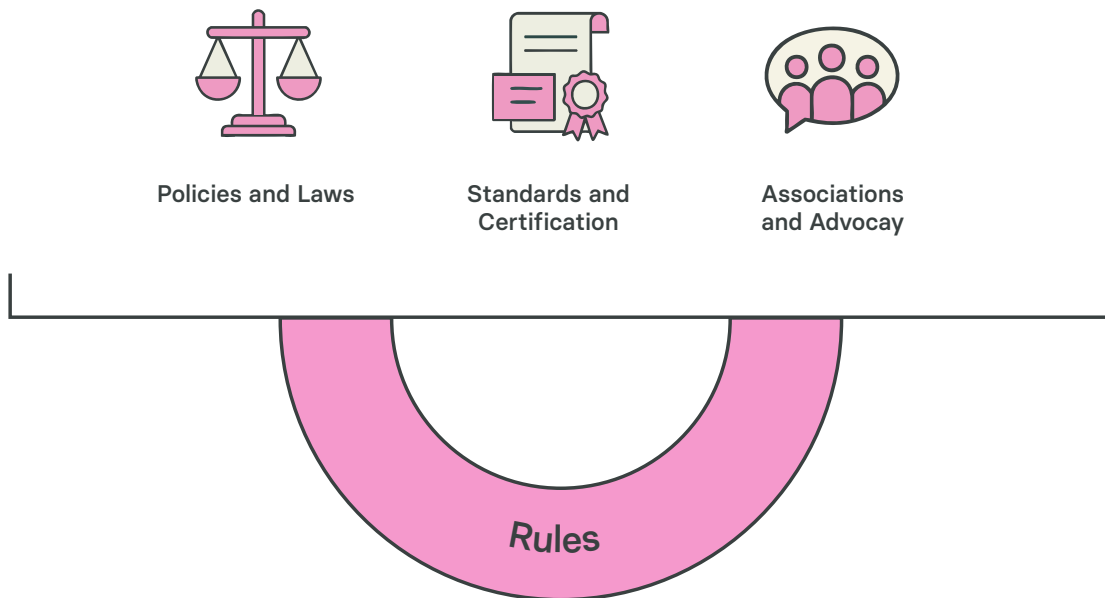 Policies and Laws
Standards and
Certification
Associations
and Advocay
Rules